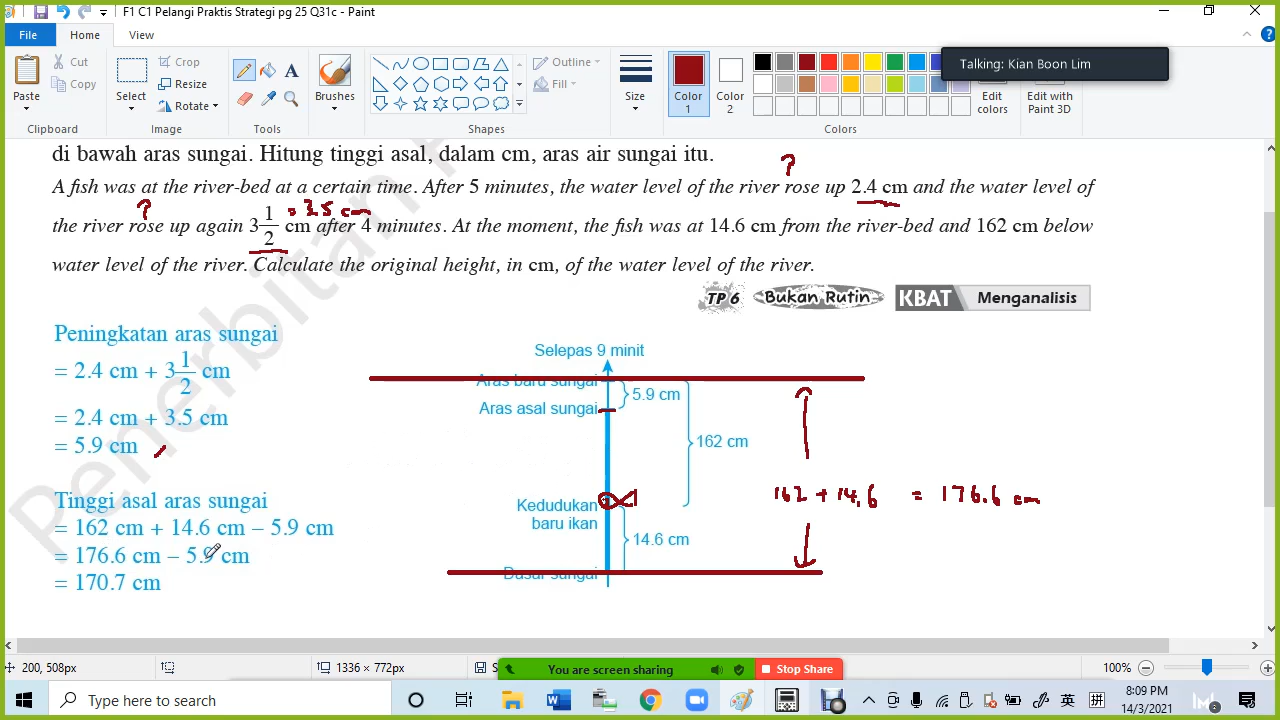 F1 C1 Pelangi Praktis Strategi pg 25 Q31c - Paint
File Home View
Talking: Kian Boon Lim
Paste
Cut
Copy
Clipboard
Select
Crop
Resize
Rotate
Image
A
Tools
Brushes
Outline
Fill
Shapes
Size
Color 1
Color 2
Colors
Edit colors
Edit with Paint 3D
di bawah aras sungai. Hitung tinggi asal, dalam cm, aras air sungai itu.
?
A fish was at the river-bed at a certain time. After 5 minutes, the water level of the river rose up 2.4 cm and the water level of
? = 3.5 cm
the river rose up again 3 1/2 cm after 4 minutes. At the moment, the fish was at 14.6 cm from the river-bed and 162 cm below
water level of the river. Calculate the original height, in cm, of the water level of the river.
TP 6 Bukan Rutin KBAT Menganalisis
Peningkatan aras sungai
= 2.4 cm + 3 1/2 cm
= 2.4 cm + 3.5 cm
= 5.9 cm
Tinggi asal aras sungai
= 162 cm + 14.6 cm − 5.9 cm
= 176.6 cm − 5.9 cm
= 170.7 cm
Selepas 9 minit
Aras baru sungai
5.9 cm
Aras asal sungai
162 cm
Kedudukan
baru ikan
14.6 cm
Dasar sungai
162 + 14.6 = 176.6 cm
Penerbitan
200, 508px
1336 × 772px
You are screen sharing
Stop Share
100%
Type here to search
英
拼
8:09 PM
14/3/2021